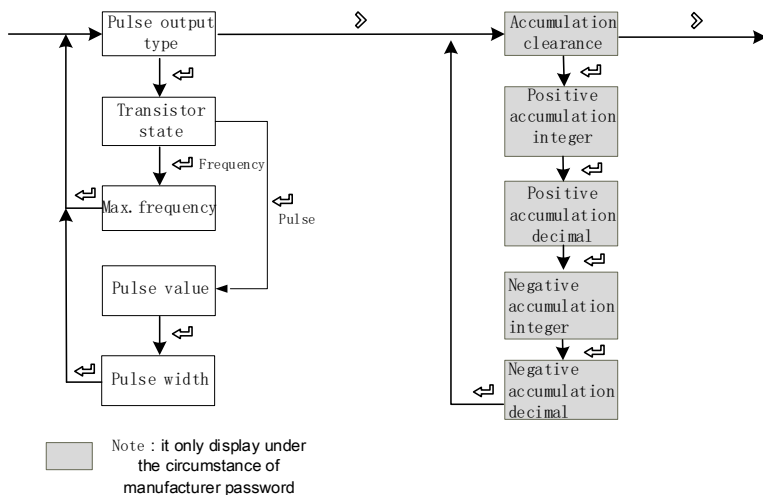 Pulse output
type
Transistor
state
Frequency
Pulse
Max.frequency
Pulse value
Pulse width
Accumulation
clearance
Positive
accumulation
integer
Positive
accumulation
decimal
Negative
accumulation
integer
Negative
accumulation
decimal
Note : it only display under
the circumstance of
manufacturer password